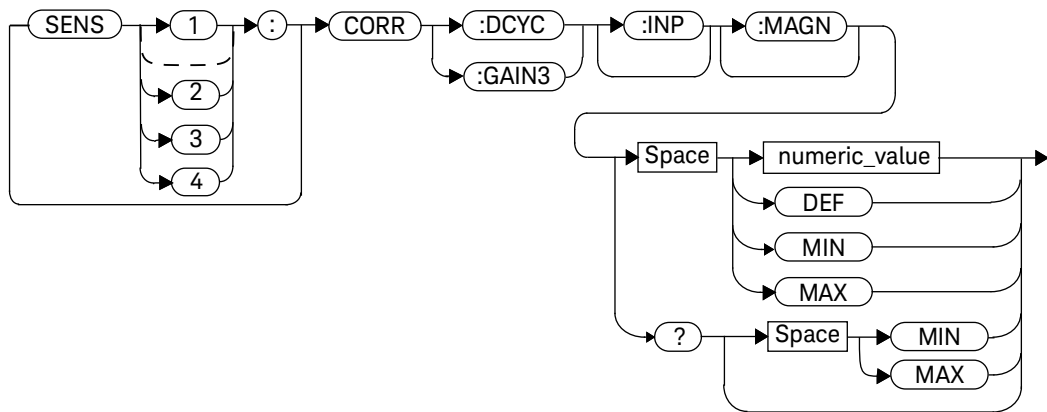 SENS 1 : CORR :DCYC :INP :MAGN
:GAIN3
2
3
4
Space numeric_value
DEF
MIN
MAX
? Space MIN
MAX